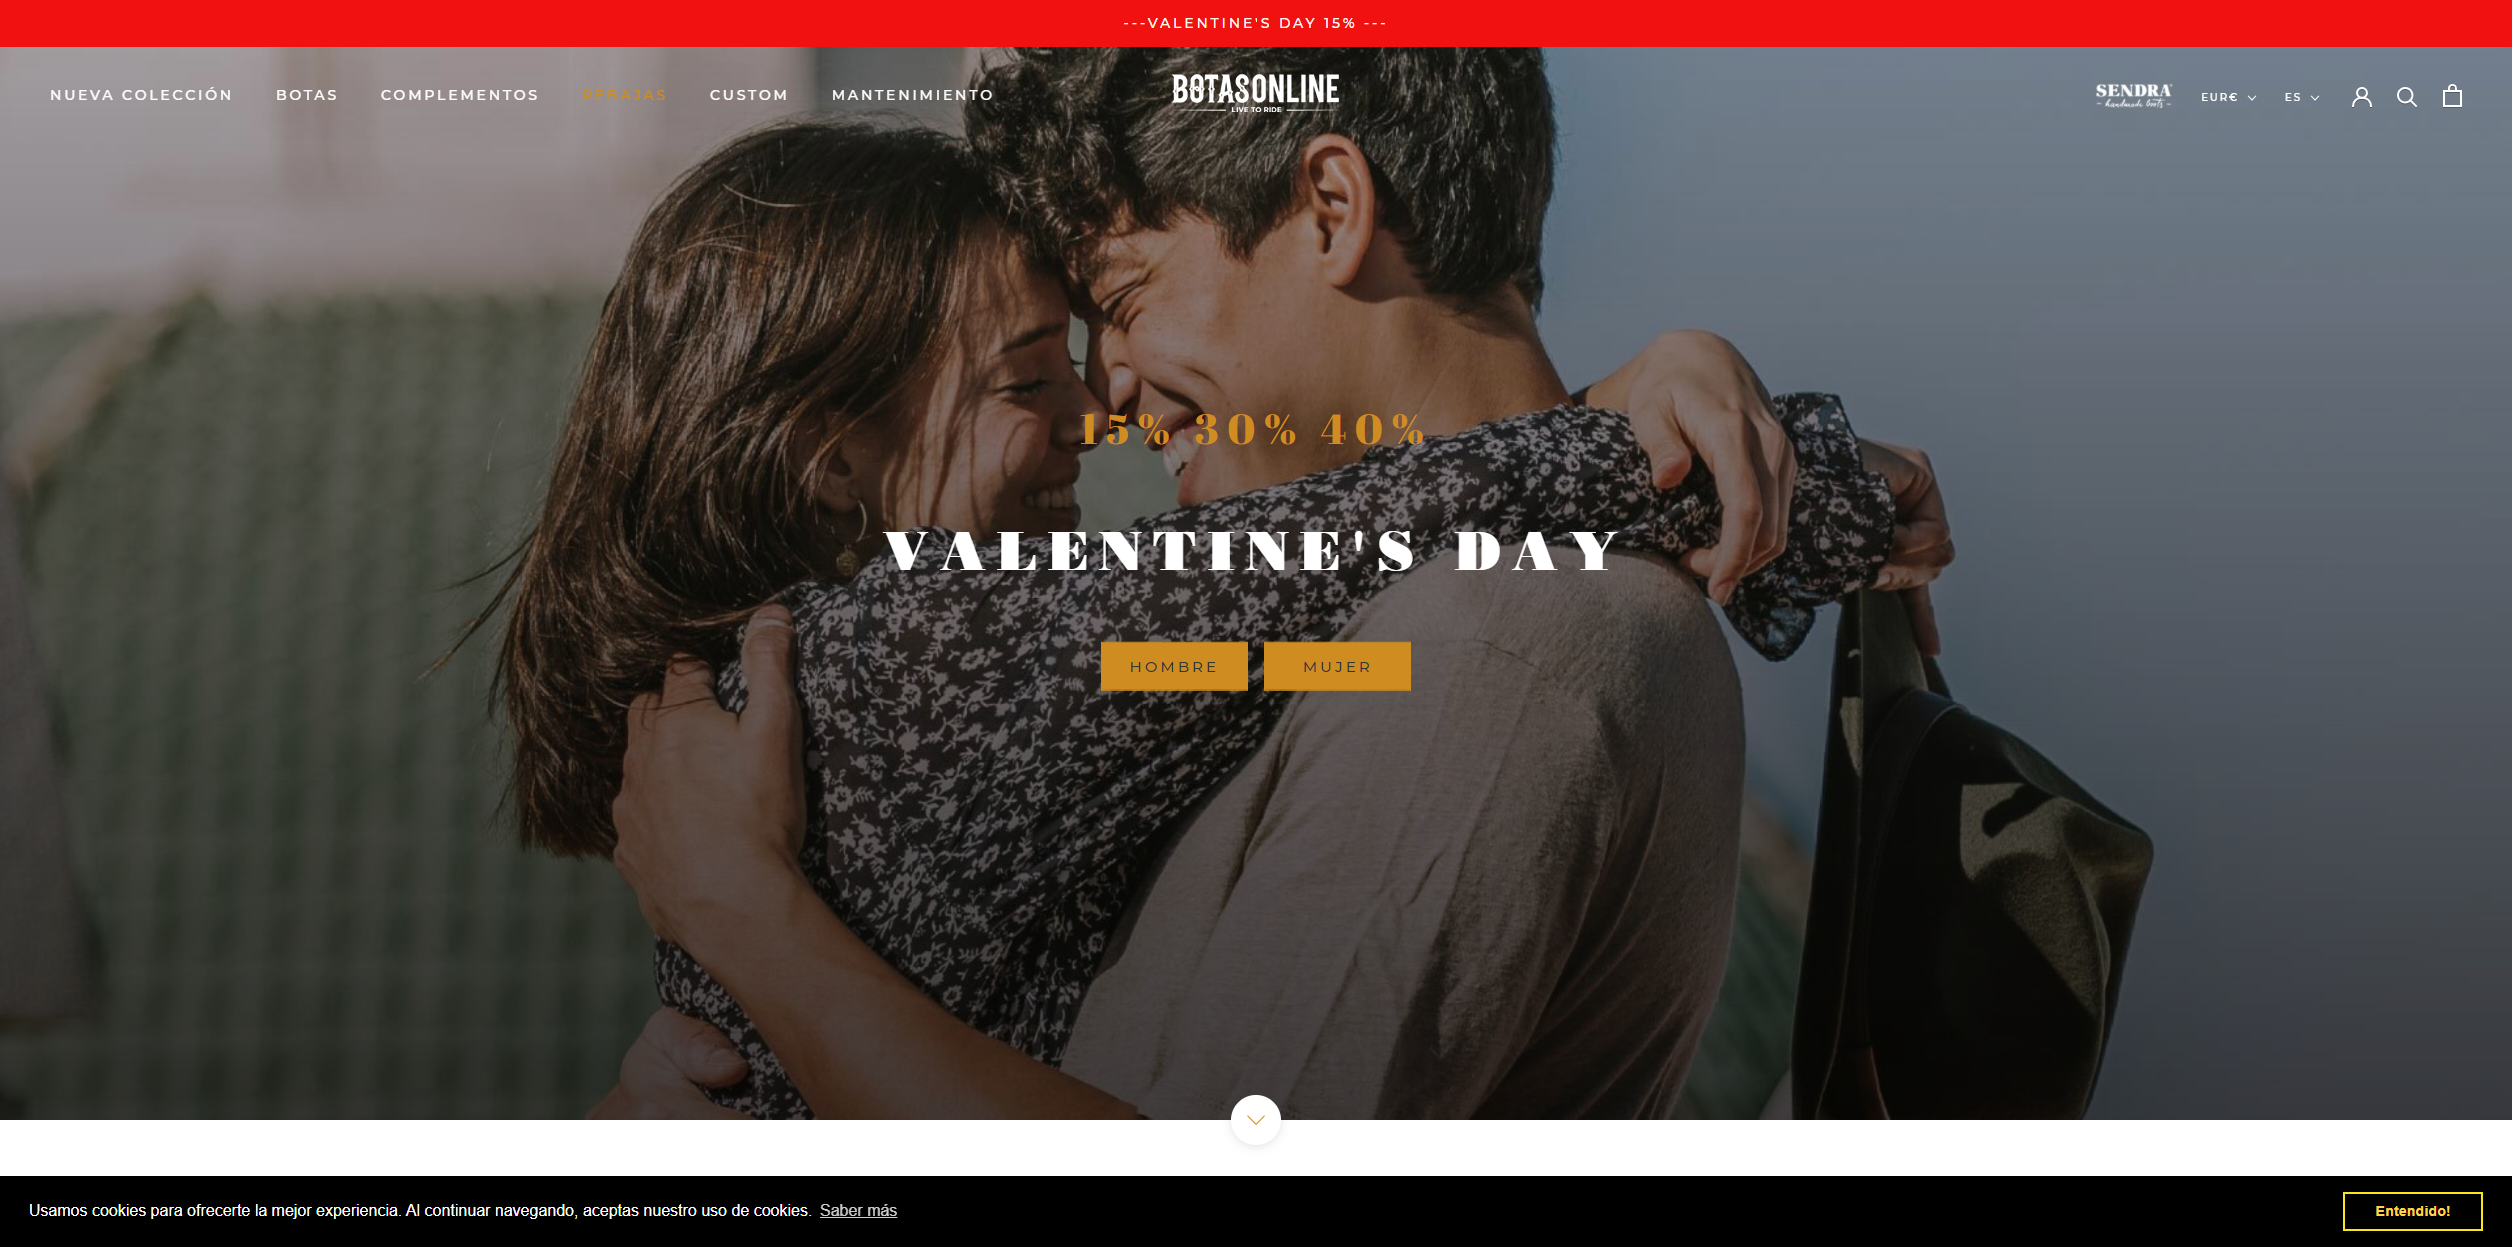 ---VALENTINE'S DAY 15% ---
NUEVA COLECCIÓN BOTAS COMPLEMENTOS REBAJAS CUSTOM MANTENIMIENTO
BOTASONLINE
LIVE TO RIDE
SENDRA
handmade boots
EUR€ ES
15% 30% 40%
VALENTINE'S DAY
HOMBRE MUJER
Usamos cookies para ofrecerte la mejor experiencia. Al continuar navegando, aceptas nuestro uso de cookies. Saber más
Entendido!